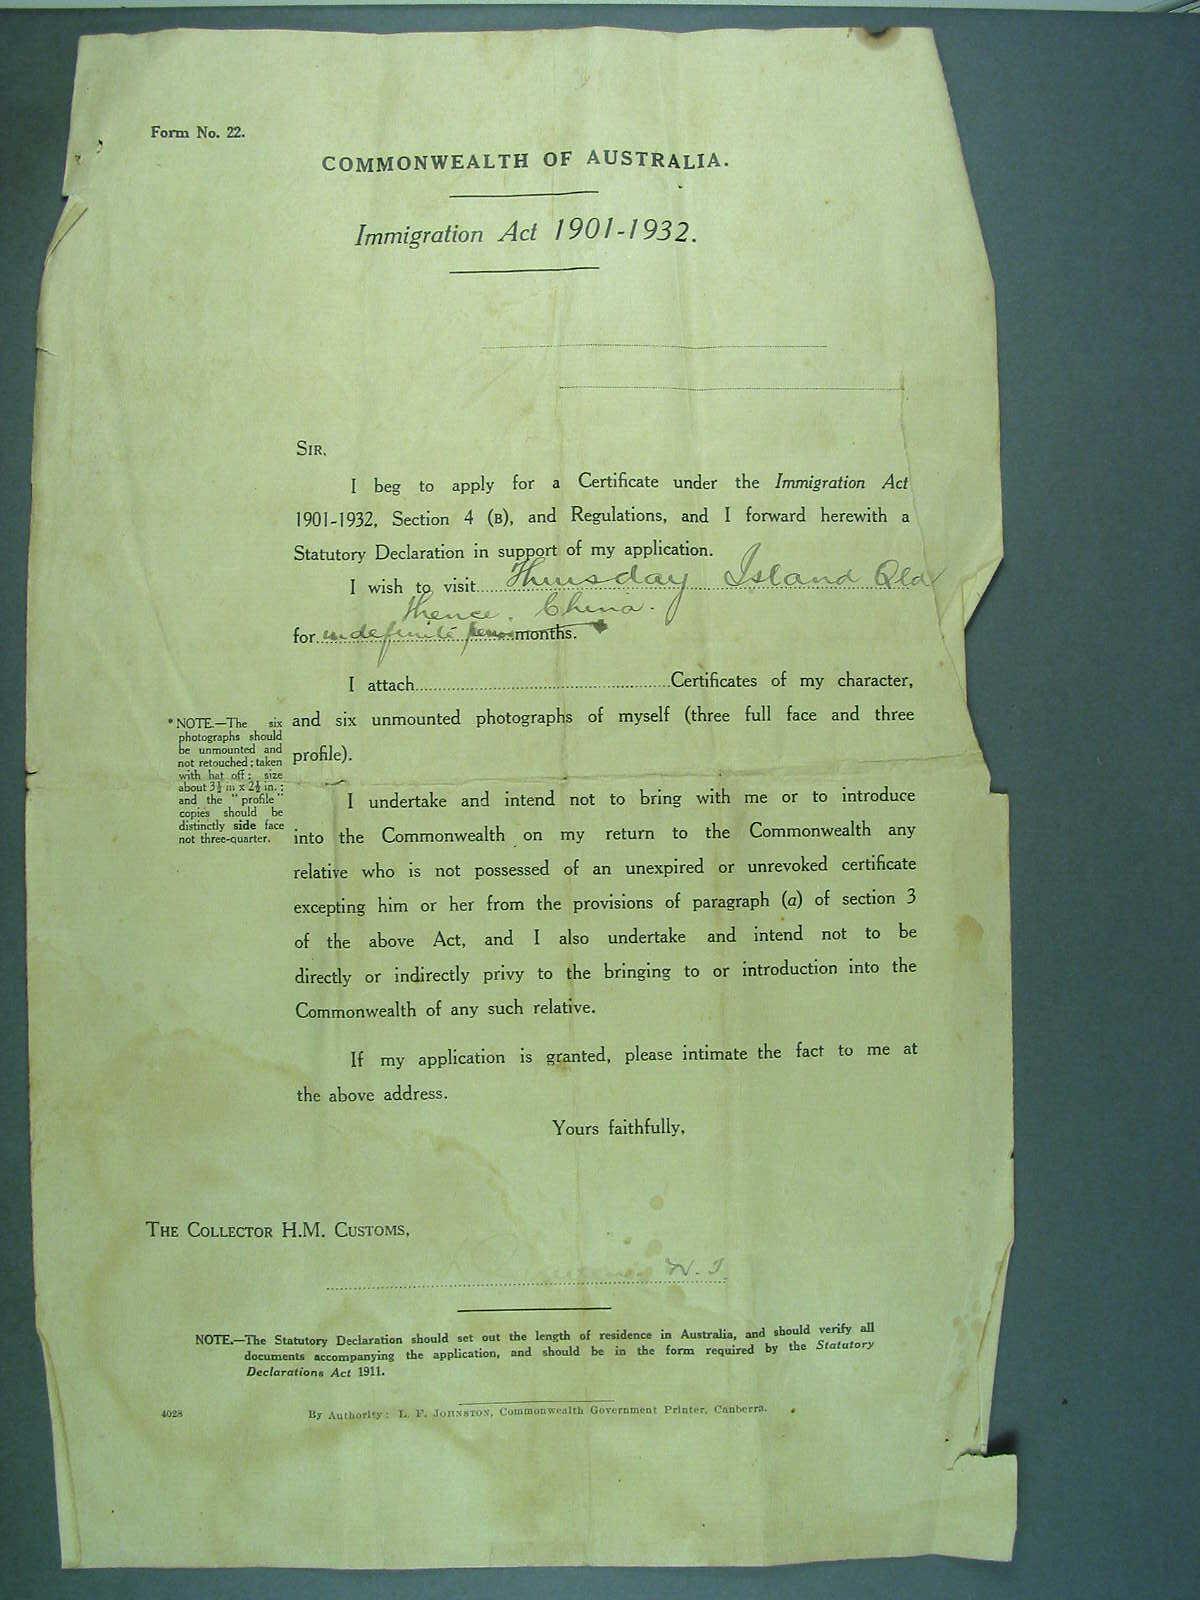 Form No. 22.
COMMONWEALTH OF AUSTRALIA.
Immigration Act 1901-1932.
SIR,
I beg to apply for a Certificate under the Immigration Act
1901-1932, Section 4 (B), and Regulations, and I forward herewith a
Statutory Declaration in support of my application.
I wish to visit Thursday Island Qld
thence China.
for indefinite months.
I attach Certificates of my character,
and six unmounted photographs of myself (three full face and three
profile).
* NOTE.—The six
photographs should
be unmounted and
not retouched; taken
with hat off; size
about 3½ in x 2½ in.;
and the "profile"
copies should be
distinctly side face
not three-quarter.
I undertake and intend not to bring with me or to introduce
into the Commonwealth on my return to the Commonwealth any
relative who is not possessed of an unexpired or unrevoked certificate
excepting him or her from the provisions of paragraph (a) of section 3
of the above Act, and I also undertake and intend not to be
directly or indirectly privy to the bringing to or introduction into the
Commonwealth of any such relative.
If my application is granted, please intimate the fact to me at
the above address.
Yours faithfully,
THE COLLECTOR H.M. CUSTOMS,
NOTE.—The Statutory Declaration should set out the length of residence in Australia, and should verify all
documents accompanying the application, and should be in the form required by the Statutory
Declarations Act 1911.
4028
By Authority: L. F. JOHNSTON, Commonwealth Government Printer, Canberra.